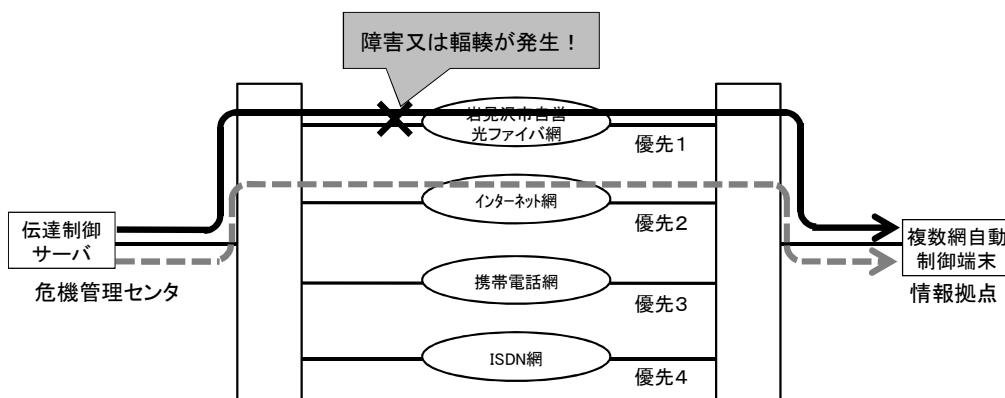 障害又は輻輳が発生！
岩見沢市自営
光ファイバ網
優先１
インターネット網
優先２
伝達制御
サーバ
危機管理センタ
複数網自動
制御端末
情報拠点
携帯電話網
優先３
ISDN網
優先４